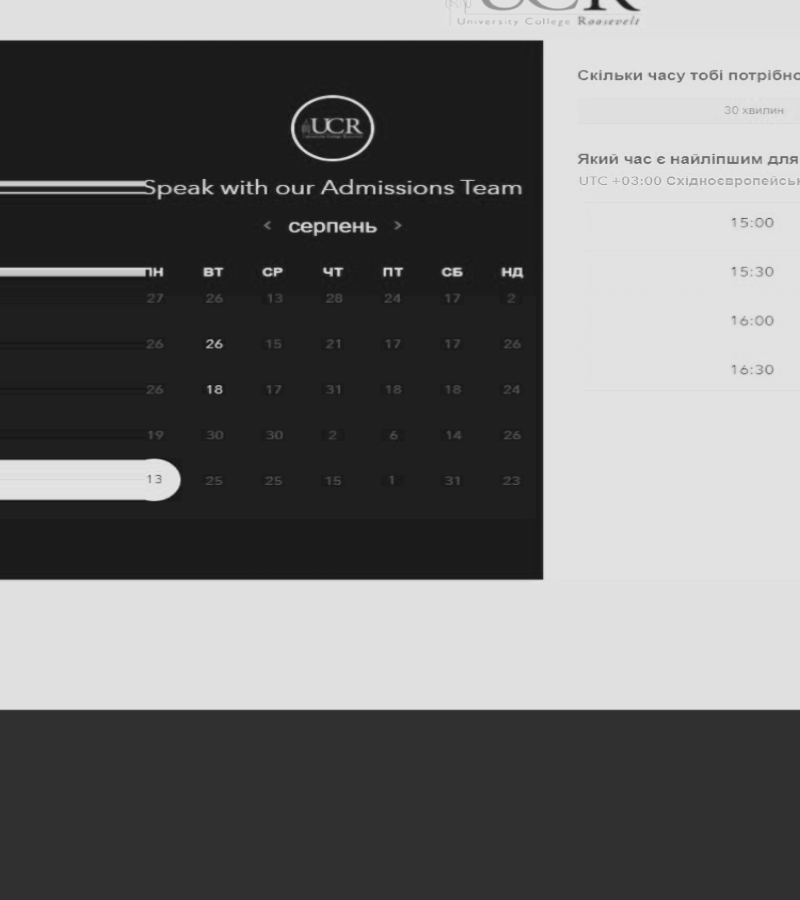 UCR
University College Roosevelt
UCR
Speak with our Admissions Team
< серпень >
ПН ВТ СР ЧТ ПТ СБ НД
27 26 13 28 24 17 2
26 26 15 21 17 17 26
26 18 17 31 18 18 24
19 30 30 2 6 14 26
13 25 25 15 1 31 23
Скільки часу тобі потрібно
30 хвилин
Який час є найліпшим для
UTC +03:00 Східноєвропейськ
15:00
15:30
16:00
16:30